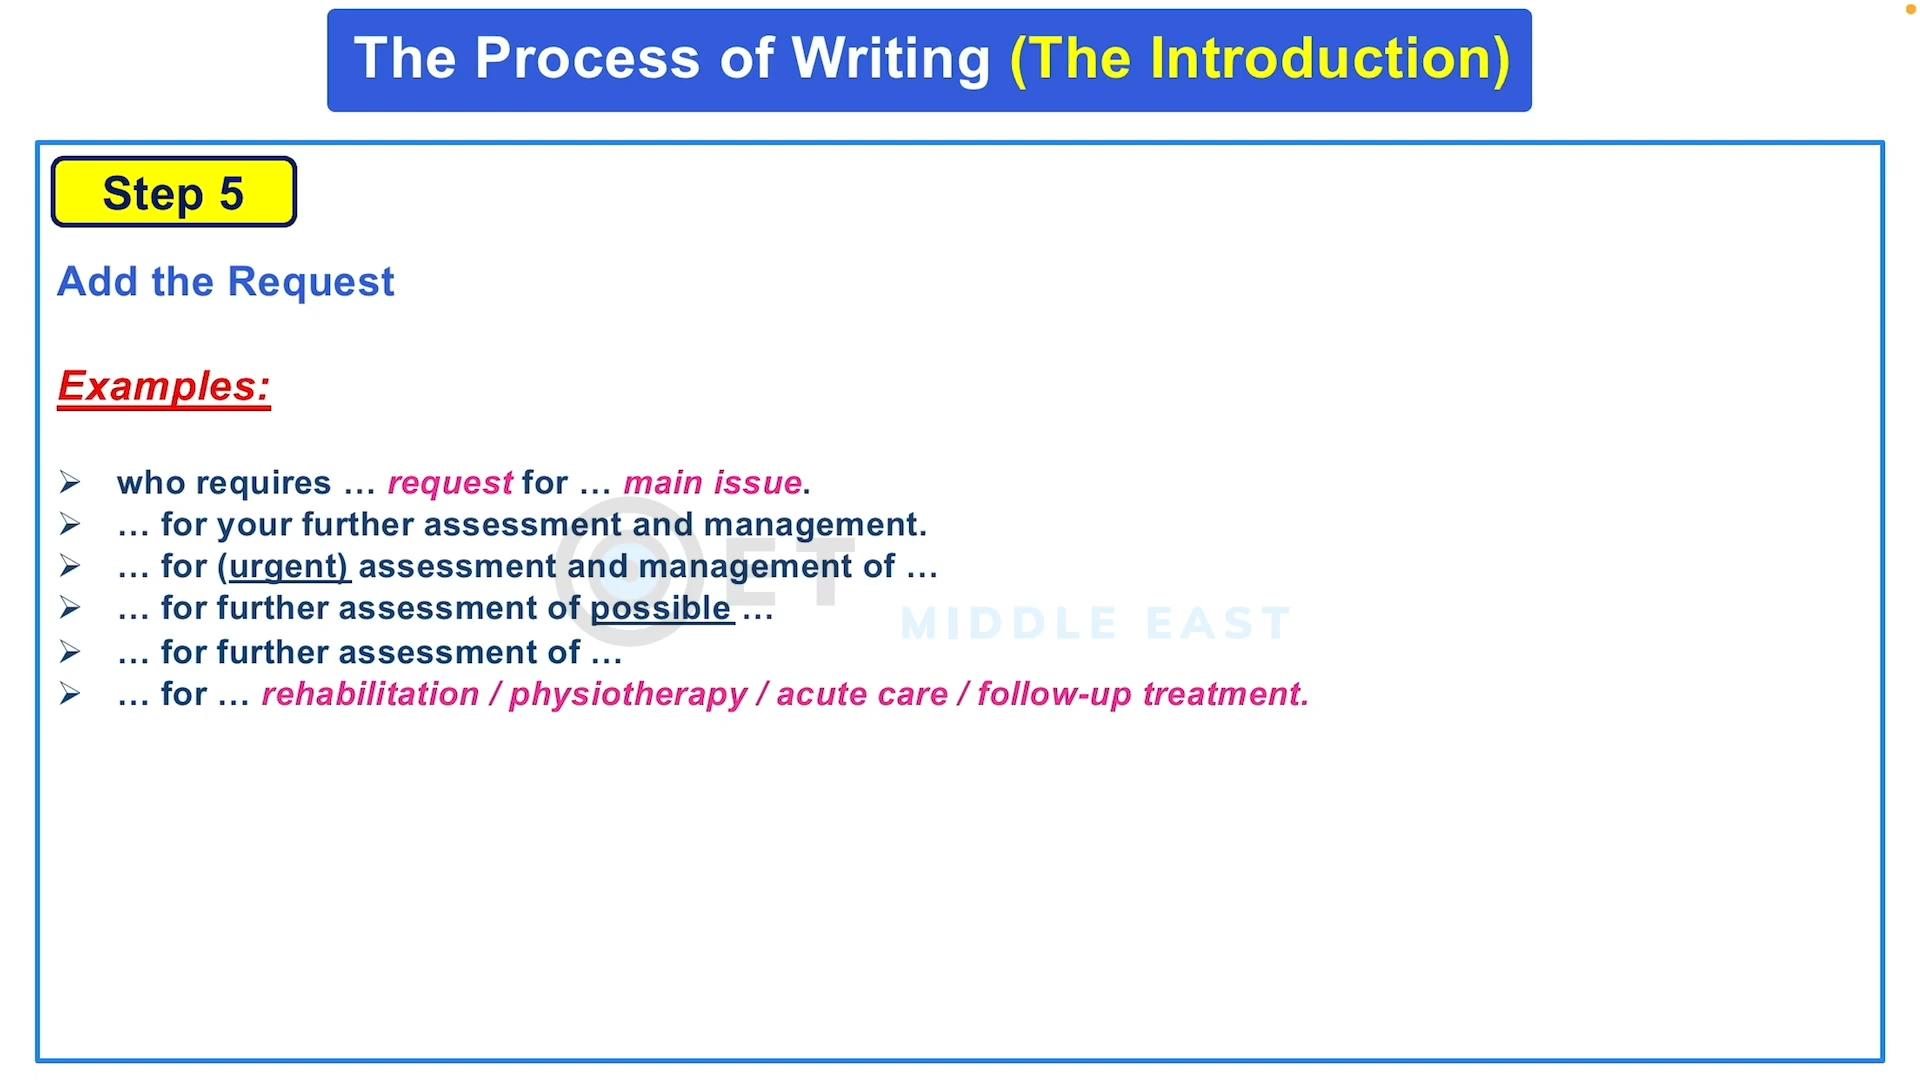 The Process of Writing (The Introduction)
Step 5
Add the Request
Examples:
➢ who requires … request for … main issue.
➢ … for your further assessment and management.
➢ … for (urgent) assessment and management of …
➢ … for further assessment of possible …
➢ … for further assessment of …
➢ … for … rehabilitation / physiotherapy / acute care / follow-up treatment.
OET
MIDDLE EAST